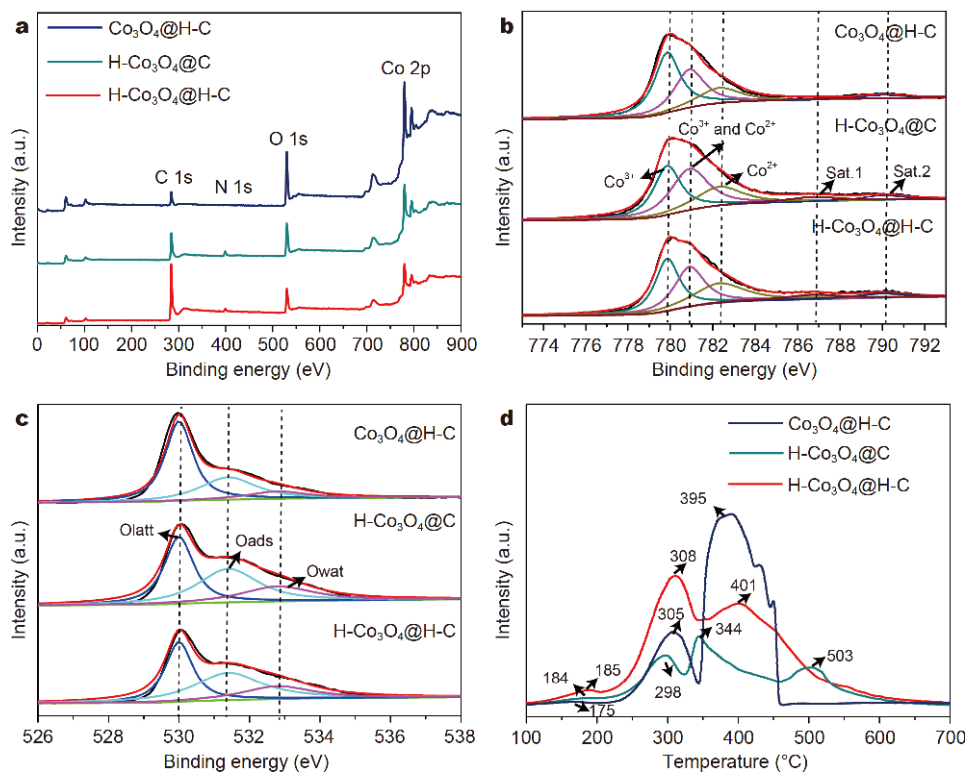 a
Co₃O₄@H-C
H-Co₃O₄@C
H-Co₃O₄@H-C
C 1s
N 1s
O 1s
Co 2p
Intensity (a.u.)
0 100 200 300 400 500 600 700 800 900
Binding energy (eV)
b
Co₃O₄@H-C
H-Co₃O₄@C
Co³⁺ and Co²⁺
Co³⁺
Co²⁺
Sat.1
Sat.2
H-Co₃O₄@H-C
Intensity (a.u.)
774 776 778 780 782 784 786 788 790 792
Binding energy (eV)
c
Co₃O₄@H-C
H-Co₃O₄@C
Olatt
Oads
Owat
H-Co₃O₄@H-C
Intensity (a.u.)
526 528 530 532 534 536 538
Binding energy (eV)
d
Co₃O₄@H-C
H-Co₃O₄@C
H-Co₃O₄@H-C
395
308
305
401
344
503
184
185
298
175
Intensity (a.u.)
100 200 300 400 500 600 700
Temperature (°C)